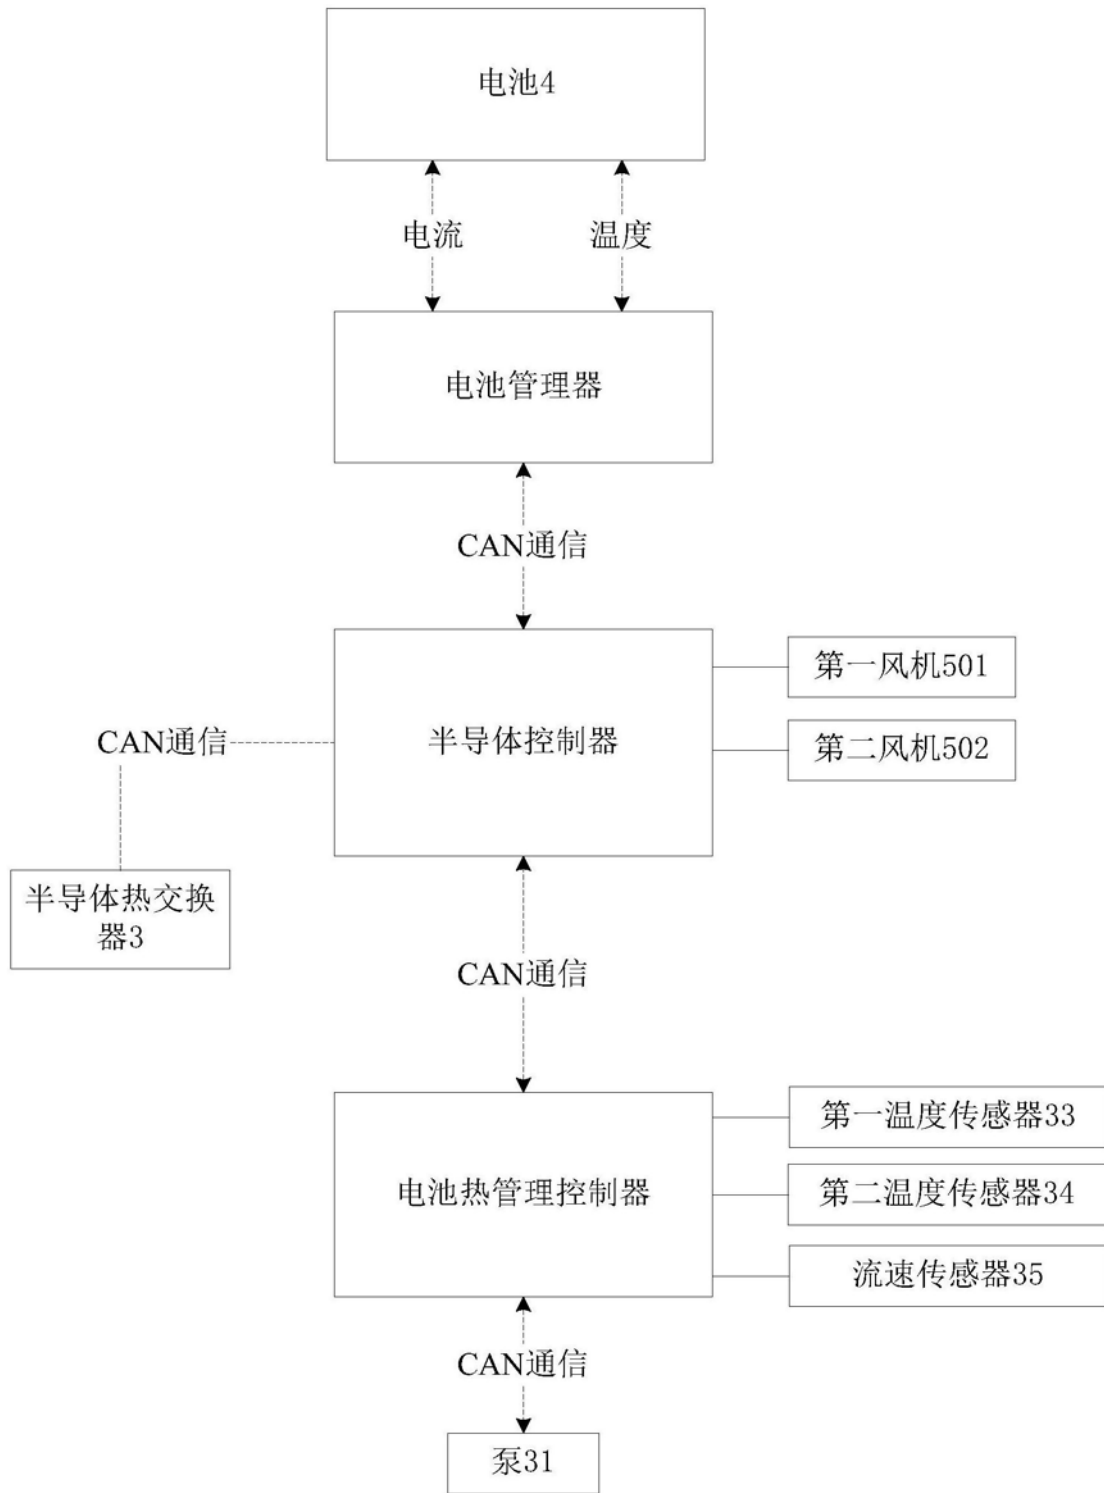 电池4
电流
温度
电池管理器
CAN通信
第一风机501
CAN通信
半导体控制器
第二风机502
半导体热交换
器3
CAN通信
第一温度传感器33
电池热管理控制器
第二温度传感器34
流速传感器35
CAN通信
泵31